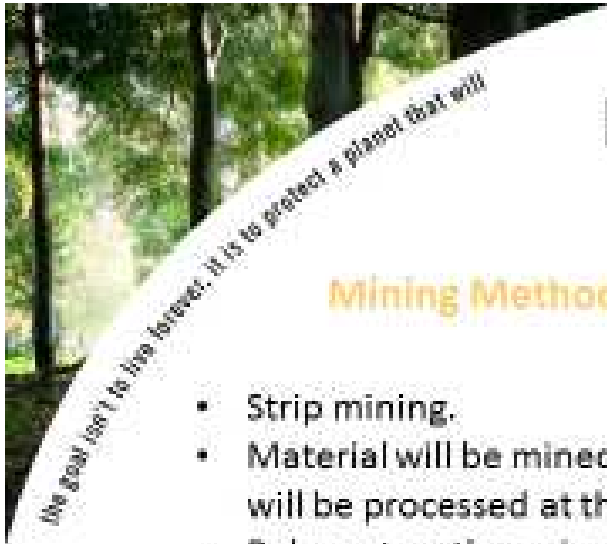 the goal isn't to live forever, it is to protect a planet that will
Mining Metho
Strip mining.
Material will be mined
will be processed at th